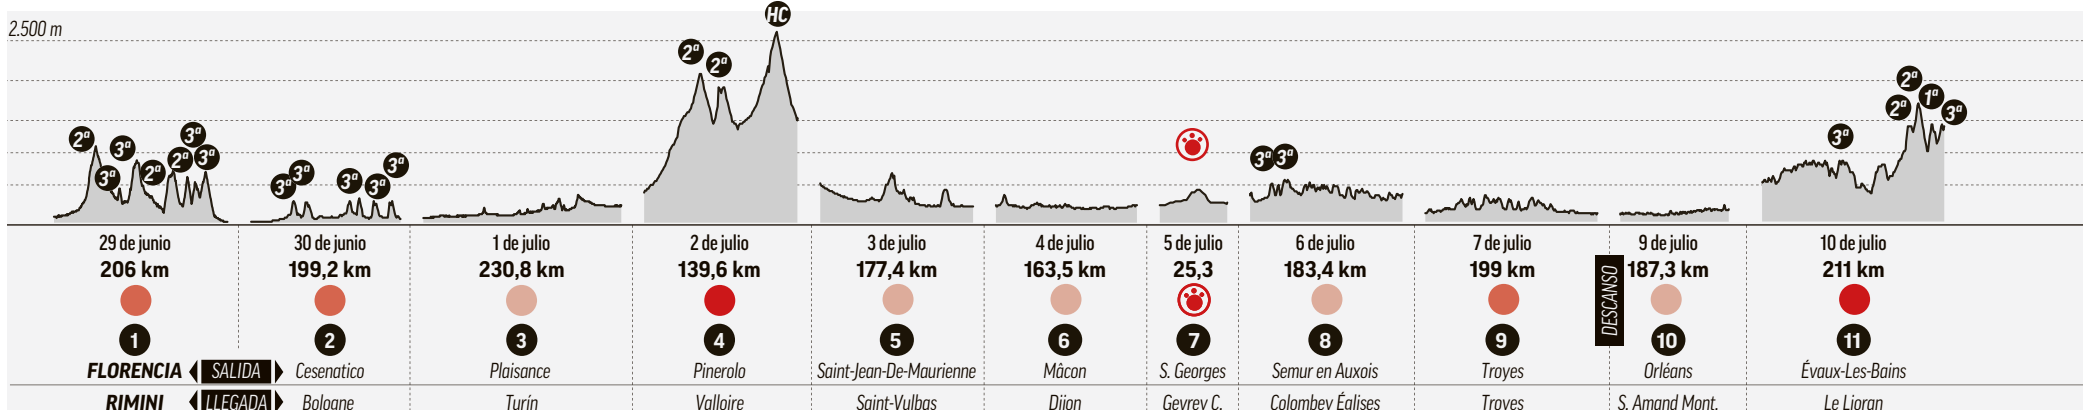 2.500 m
HC
2ª 2ª
2ª 3ª 3ª 2ª 2ª 3ª 3ª
3ª 3ª 3ª 3ª 3ª
3ª 3ª
3ª 2ª 2ª 1ª 3ª
29 de junio 30 de junio 1 de julio 2 de julio 3 de julio 4 de julio 5 de julio 6 de julio 7 de julio 9 de julio 10 de julio
206 km 199,2 km 230,8 km 139,6 km 177,4 km 163,5 km 25,3 183,4 km 199 km 187,3 km 211 km
DESCANSO
1 2 3 4 5 6 7 8 9 10 11
FLORENCIA SALIDA Cesenatico Plaisance Pinerolo Saint-Jean-De-Maurienne Mâcon S. Georges Semur en Auxois Troyes Orléans Évaux-Les-Bains
RIMINI LLEGADA Bologne Turín Valloire Saint-Vulbas Dijon Gevrey C. Colombey Églises Troyes S. Amand Mont. Le Lioran